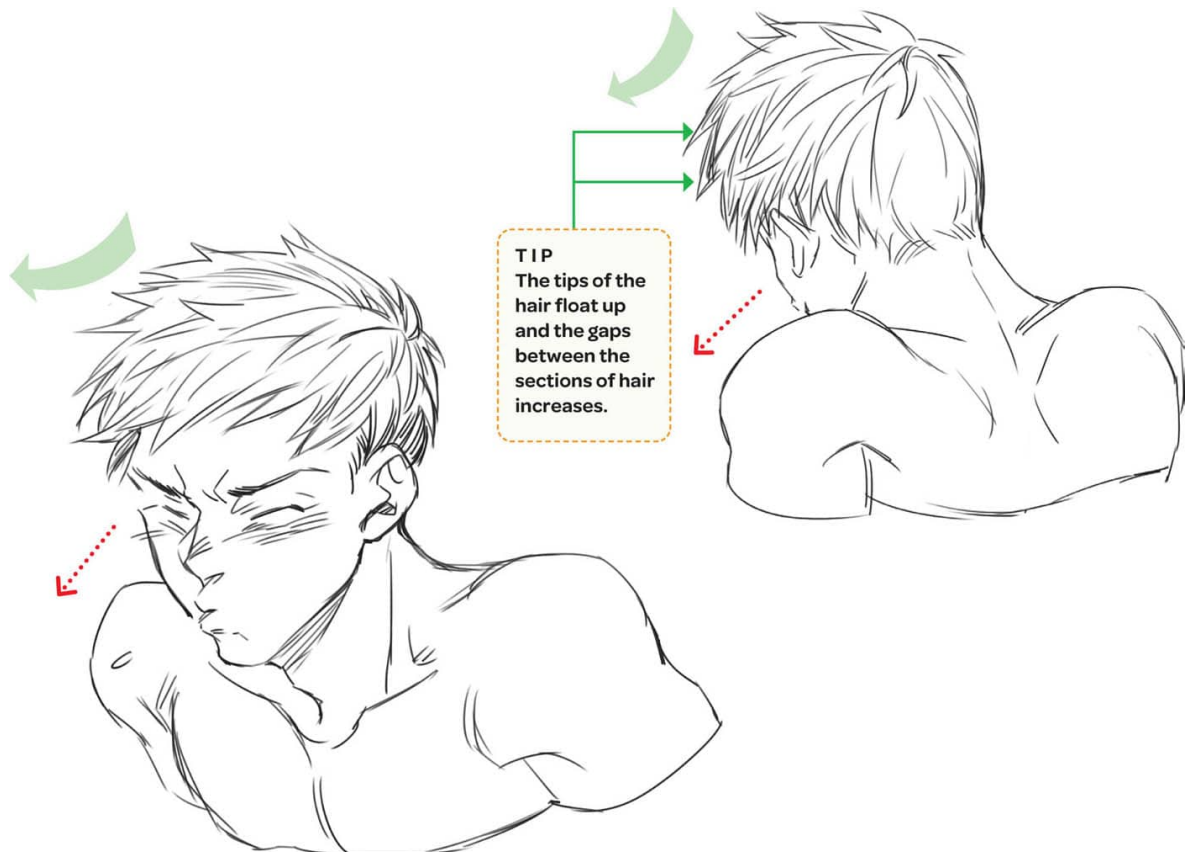 TIP
The tips of the
hair float up
and the gaps
between the
sections of hair
increases.